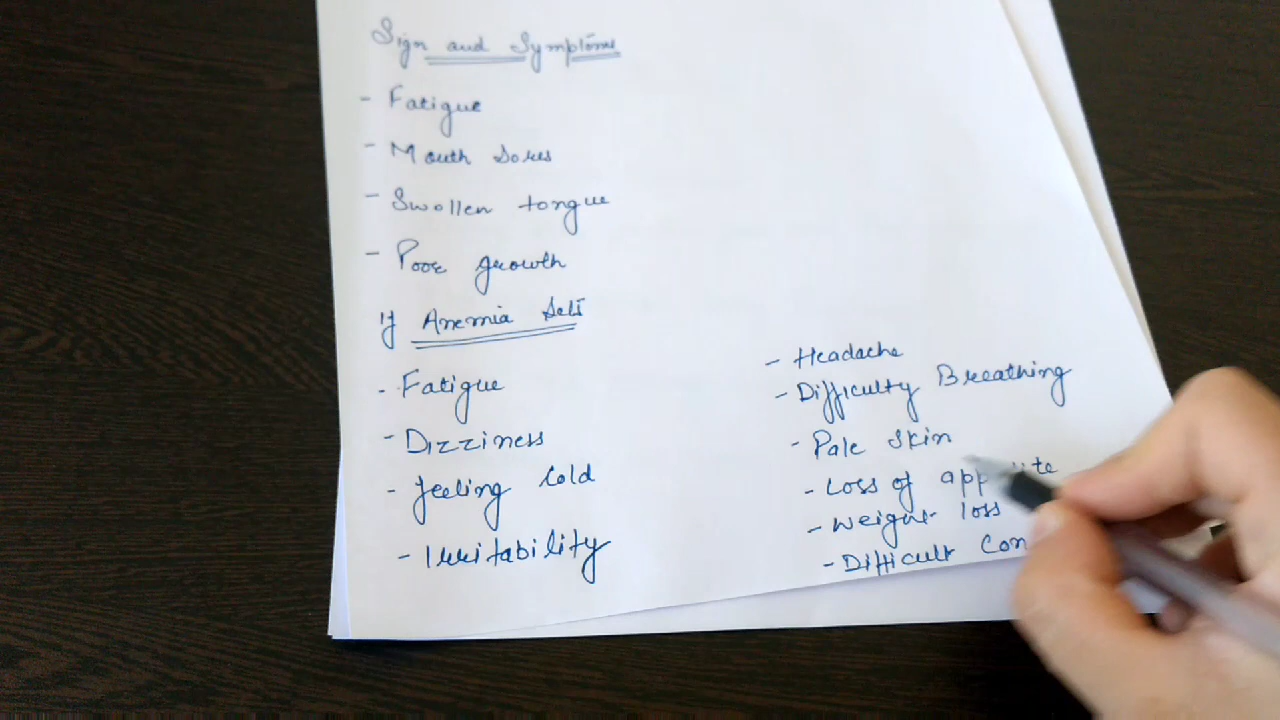 Sign and Symptoms
- Fatigue
- Mouth Sores
- Swollen tongue
- Poor growth
If Anemia Sets
- Fatigue
- Dizziness
- feeling Cold
- Irritability
- Headache
- Difficulty Breathing
- Pale Skin
- Loss of
- Weight loss
- Difficult